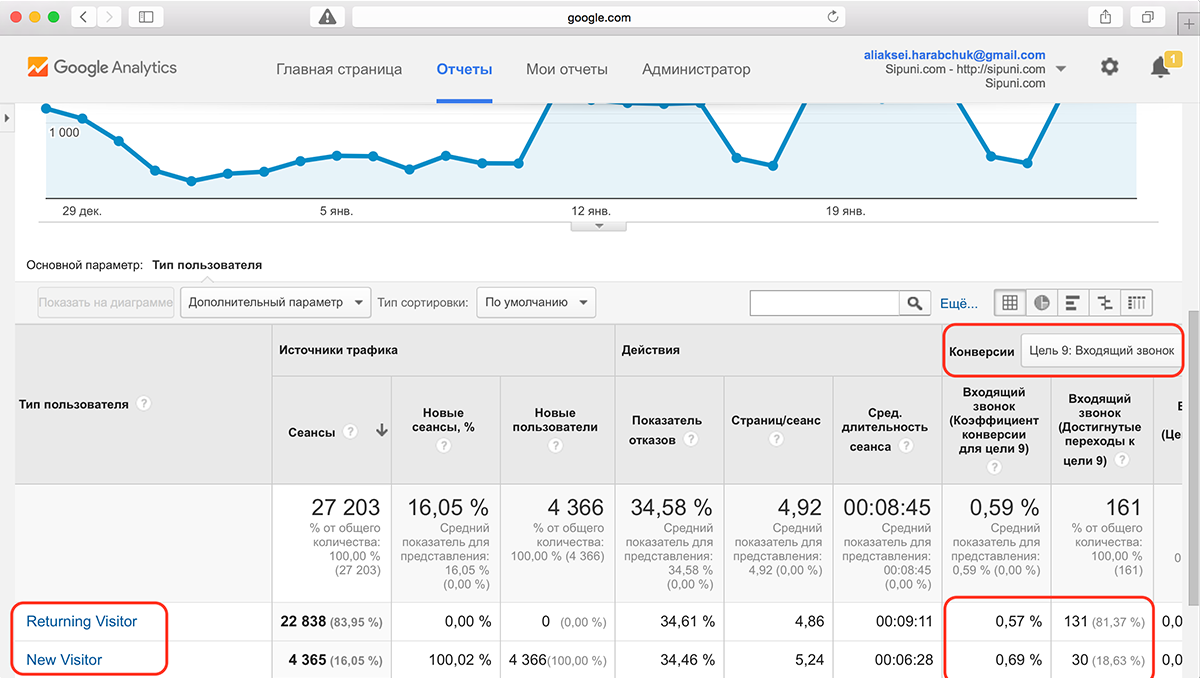 google.com
Google Analytics
Главная страница
Отчеты
Мои отчеты
Администратор
aliaksei.harabchuk@gmail.com
Sipuni.com - http://sipuni.com
Sipuni.com
1
1 000
29 дек.
5 янв.
12 янв.
19 янв.
Основной параметр: Тип пользователя
Показать на диаграмме
Дополнительный параметр
Тип сортировки:
По умолчанию
Ещё...
Тип пользователя ?
Источники трафика
Действия
Конверсии
Цель 9: Входящий звонок
Сеансы ?
Новые
сеансы, %
?
Новые
пользователи
?
Показатель
отказов ?
Страниц/сеанс
?
Сред.
длительность
сеанса ?
Входящий
звонок
(Коэффициент
конверсии
для цели 9)
?
Входящий
звонок
(Достигнутые
переходы к
цели 9) ?
(Це
27 203
% от общего
количества:
100,00 %
(27 203)
16,05 %
Средний
показатель для
представления:
16,05 %
(0,00 %)
4 366
% от общего
количества:
100,00 % (4 366)
34,58 %
Средний
показатель для
представления:
34,58 %
(0,00 %)
4,92
Средний
показатель для
представления:
4,92 (0,00 %)
00:08:45
Средний
показатель для
представления:
00:08:45
(0,00 %)
0,59 %
Средний
показатель для
представления:
0,59 % (0,00 %)
161
% от общего
количества:
100,00 %
(161)
Returning Visitor
22 838 (83,95 %)
0,00 %
0 (0,00 %)
34,61 %
4,86
00:09:11
0,57 %
131 (81,37 %)
0,0
New Visitor
4 365 (16,05 %)
100,02 %
4 366(100,00 %)
34,46 %
5,24
00:06:28
0,69 %
30 (18,63 %)
0,0